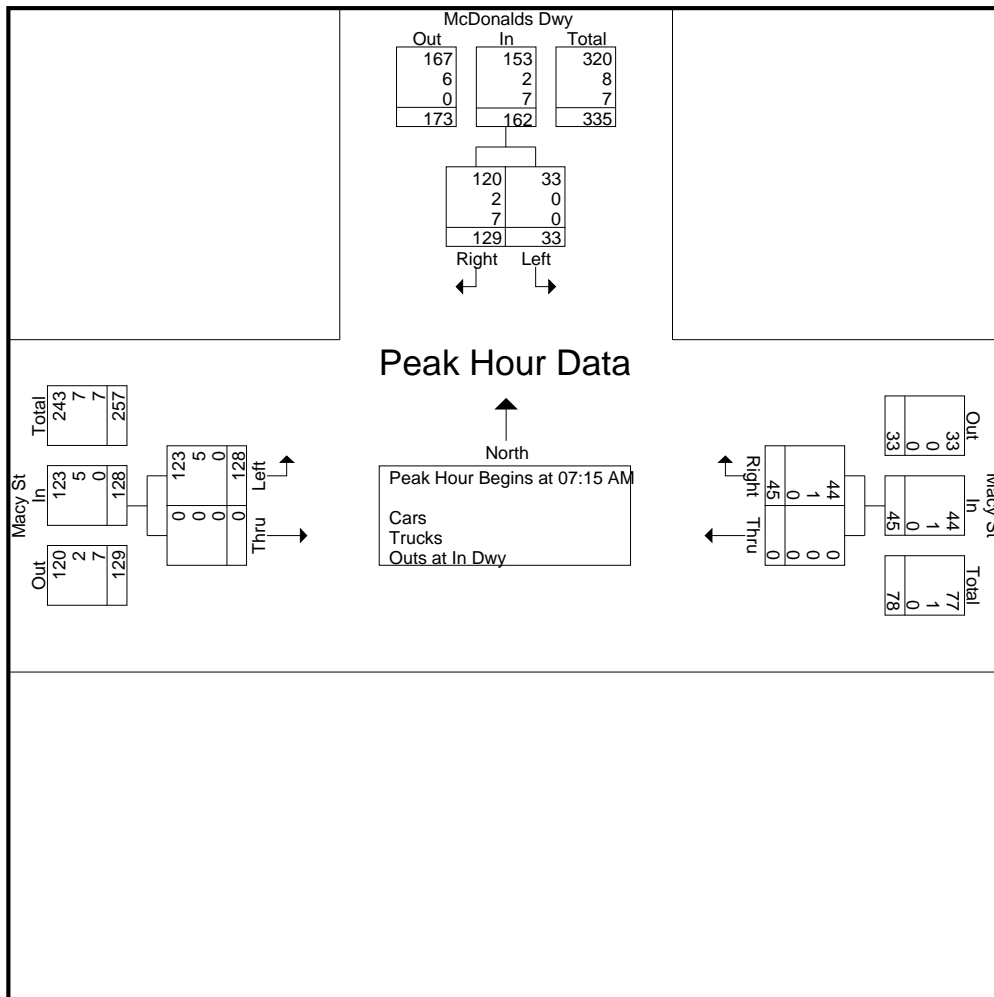 McDonalds Dwy
Out In Total
167 153 320
6 2 8
0 7 7
173 162 335
120 33
2 0
7 0
129 33
Right Left
Peak Hour Data
North
Peak Hour Begins at 07:15 AM
Cars
Trucks
Outs at In Dwy
Macy St
Total
243
7
7
257
In
123
5
0
128
Out
120
2
7
129
Left
123
5
0
128
Thru
0
0
0
0
Macy St
Out
33
0
0
33
In
44
1
0
45
Total
77
1
0
78
Right
44
1
0
45
Thru
0
0
0
0